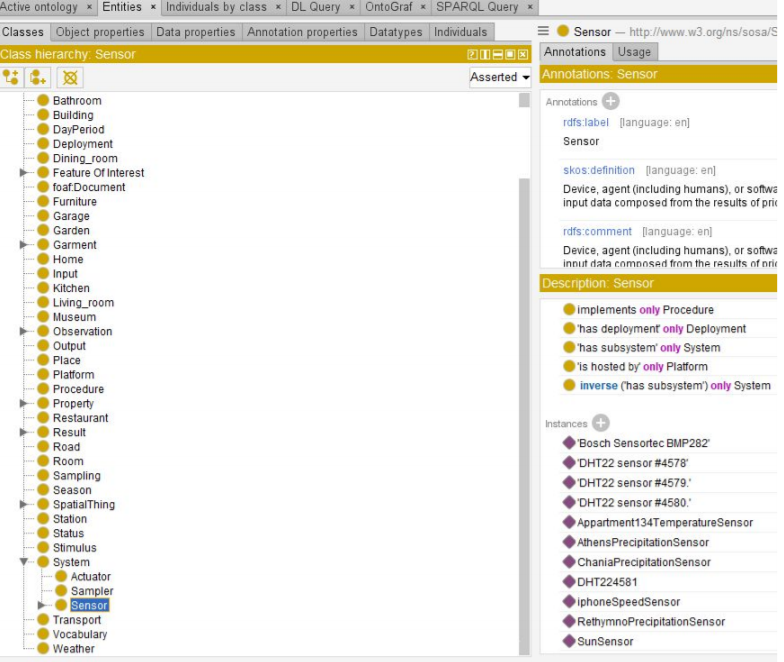 Active ontology × Entities × Individuals by class × DL Query × OntoGraf × SPARQL Query ×
Classes Object properties Data properties Annotation properties Datatypes Individuals
Class hierarchy: Sensor
Asserted
Bathroom
Building
DayPeriod
Deployment
Dining_room
Feature Of Interest
foaf:Document
Furniture
Garage
Garden
Garment
Home
Input
Kitchen
Living_room
Museum
Observation
Output
Place
Platform
Procedure
Property
Restaurant
Result
Road
Room
Sampling
Season
SpatialThing
Station
Status
Stimulus
System
Actuator
Sampler
Sensor
Transport
Vocabulary
Weather
Sensor — http://www.w3.org/ns/sosa/S
Annotations Usage
Annotations: Sensor
Annotations
rdfs:label [language: en]
Sensor
skos:definition [language: en]
Device, agent (including humans), or softwa
input data composed from the results of pric
rdfs:comment [language: en]
Device, agent (including humans), or softwa
input data composed from the results of pric
Description: Sensor
implements only Procedure
'has deployment' only Deployment
'has subsystem' only System
'is hosted by' only Platform
inverse ('has subsystem') only System
Instances
'Bosch Sensortec BMP282'
'DHT22 sensor #4578'
'DHT22 sensor #4579.'
'DHT22 sensor #4580.'
Appartment134TemperatureSensor
AthensPrecipitationSensor
ChaniaPrecipitationSensor
DHT224581
iphoneSpeedSensor
RethymnoPrecipitationSensor
SunSensor